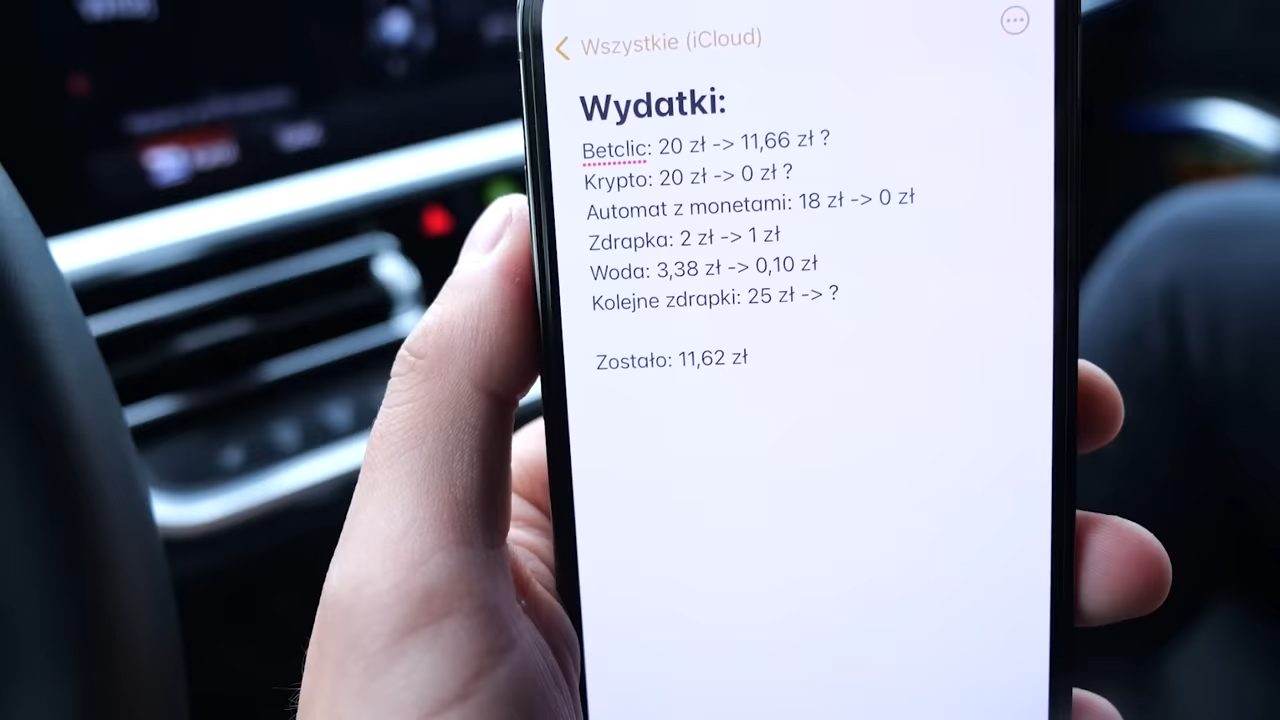 Wszystkie (iCloud)
Wydatki:
Betclic: 20 zł -> 11,66 zł ?
Krypto: 20 zł -> 0 zł ?
Automat z monetami: 18 zł -> 0 zł
Zdrapka: 2 zł -> 1 zł
Woda: 3,38 zł -> 0,10 zł
Kolejne zdrapki: 25 zł -> ?
Zostało: 11,62 zł